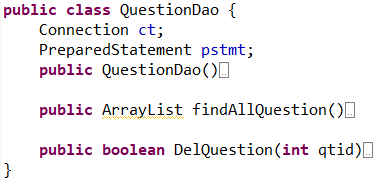 public class QuestionDao {
Connection ct;
PreparedStatement pstmt;
public QuestionDao()
public ArrayList findAllQuestion()
public boolean DelQuestion(int qtid)
}